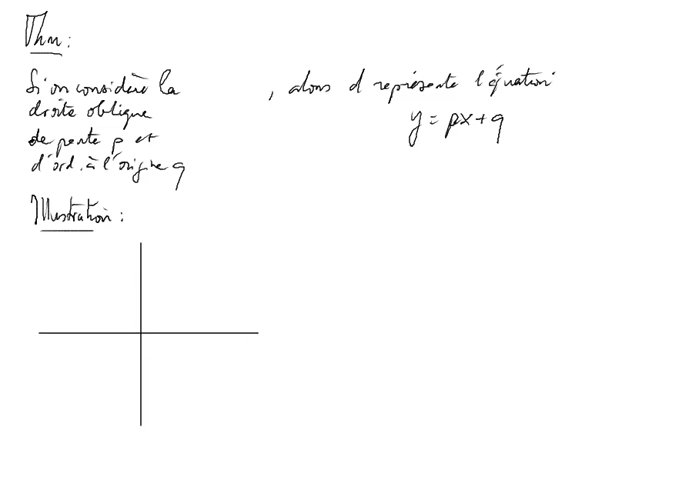 Thm :
Si on considère la
droite oblique
de pente p et
d'ord. à l'origine q
, alors d représente l'équation
y = px + q
Illustration :